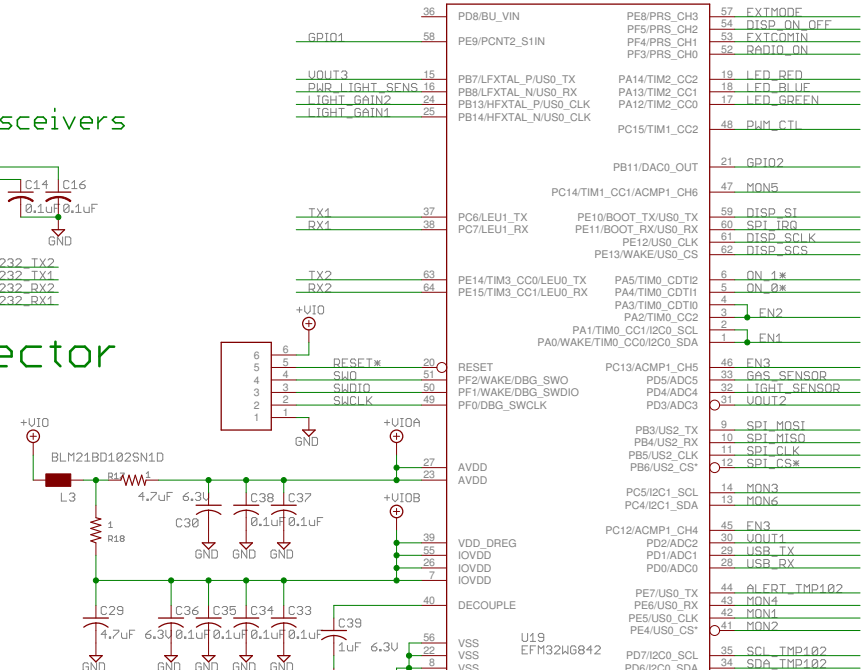 36 PD8/BU_VIN PE8/PRS_CH3 57 EXTMODE
PF5/PRS_CH2 54 DISP_ON_OFF
GPIO1 58 PE9/PCNT2_S1IN PF4/PRS_CH1 53 EXTCOMIN
PF3/PRS_CH0 52 RADIO_ON
VOUT3 15 PB7/LFXTAL_P/US0_TX PA14/TIM2_CC2 19 LED_RED
PWR_LIGHT_SENS 16 PB8/LFXTAL_N/US0_RX PA13/TIM2_CC1 18 LED_BLUE
LIGHT_GAIN2 24 PB13/HFXTAL_P/US0_CLK PA12/TIM2_CC0 17 LED_GREEN
LIGHT_GAIN1 25 PB14/HFXTAL_N/US0_CLK
sceivers
PC15/TIM1_CC2 48 PWM_CTL
PB11/DAC0_OUT 21 GPIO2
C14 C16
PC14/TIM1_CC1/ACMP1_CH6 47 MON5
0.1uF 0.1uF
TX1 37 PC6/LEU1_TX PE10/BOOT_TX/US0_TX 59 DISP_SI
RX1 38 PC7/LEU1_RX PE11/BOOT_RX/US0_RX 60 SPI_IRQ
GND
PE12/US0_CLK 61 DISP_SCLK
PE13/WAKE/US0_CS 62 DISP_SCS
232_TX2
232_TX1
232_RX2
232_RX1
TX2 63 PE14/TIM3_CC0/LEU0_TX PA5/TIM0_CDTI2 6 ON_1*
RX2 64 PE15/TIM3_CC1/LEU0_RX PA4/TIM0_CDTI1 5 ON_0*
PA3/TIM0_CDTI0 4
+VIO
PA2/TIM0_CC2 3 EN2
PA1/TIM0_CC1/I2C0_SCL 2
PA0/WAKE/TIM0_CC0/I2C0_SDA 1 EN1
ector
6 6
5 5 RESET* 20 RESET PC13/ACMP1_CH5 46 EN3
4 4 SWO 51 PF2/WAKE/DBG_SWO PD5/ADC5 33 GAS_SENSOR
3 3 SWDIO 50 PF1/WAKE/DBG_SWDIO PD4/ADC4 32 LIGHT_SENSOR
2 2 SWCLK 49 PF0/DBG_SWCLK PD3/ADC3 31 VOUT2
1 1
+VIO +VIOA
GND
PB3/US2_TX 9 SPI_MOSI
PB4/US2_RX 10 SPI_MISO
PB5/US2_CLK 11 SPI_CLK
PB6/US2_CS* 12 SPI_CS*
BLM21BD102SN1D
27 AVDD
23 AVDD
L3 R17 1
4.7uF 6.3V
C30 C38 C37
0.1uF 0.1uF
+VIOB
PC5/I2C1_SCL 14 MON3
PC4/I2C1_SDA 13 MON6
1
R18
GND GND GND
39 VDD_DREG PC12/ACMP1_CH4 45 EN3
PD2/ADC2 30 VOUT1
55 IOVDD PD1/ADC1 29 USB_TX
26 IOVDD PD0/ADC0 28 USB_RX
7 IOVDD
PE7/US0_TX 44 ALERT_TMP102
40 DECOUPLE PE6/US0_RX 43 MON4
PE5/US0_CLK 42 MON1
PE4/US0_CS* 41 MON2
C29 C36 C35 C34 C33 C39
4.7uF 6.3V 0.1uF 0.1uF 0.1uF 0.1uF
1uF 6.3V
56 VSS
22 VSS
8 VSS
U19
EFM32WG842
PD7/I2C0_SCL 35 SCL_TMP102
PD6/I2C0_SDA 34 SDA_TMP102
GND GND GND GND GND